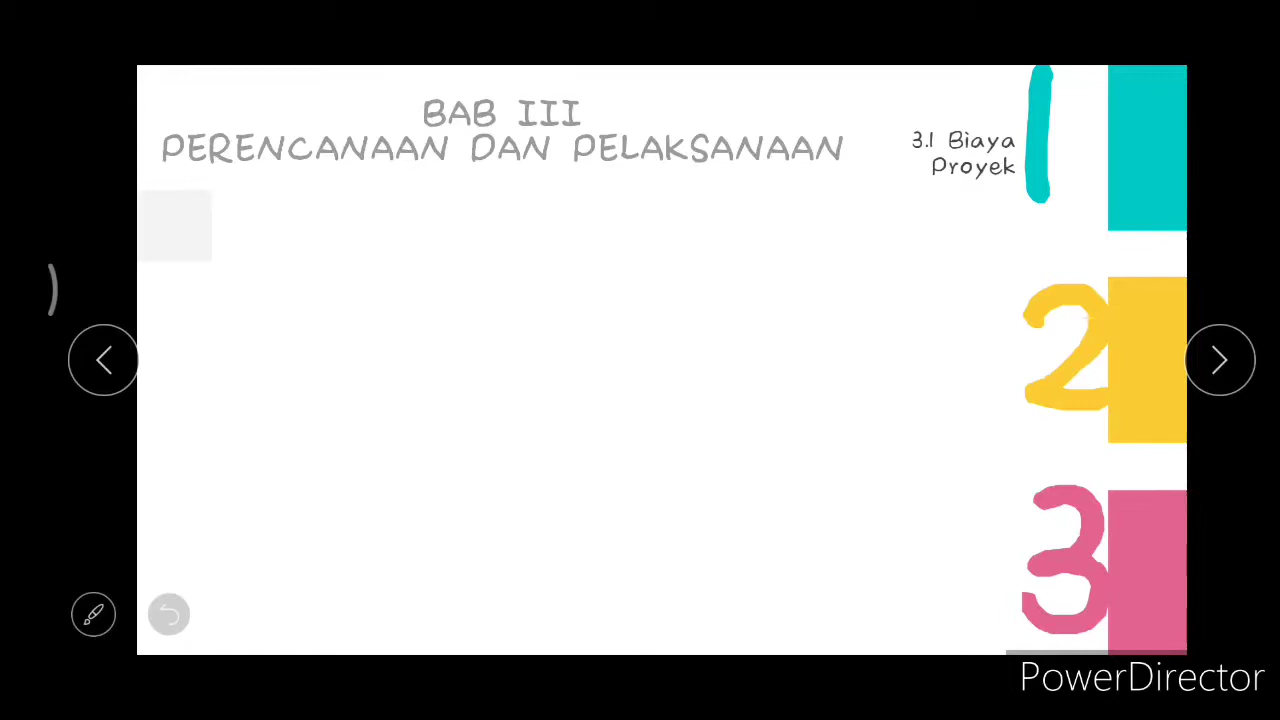 BAB III
PERENCANAAN DAN PELAKSANAAN
3.1 Biaya
Proyek
1
2
3
PowerDirector